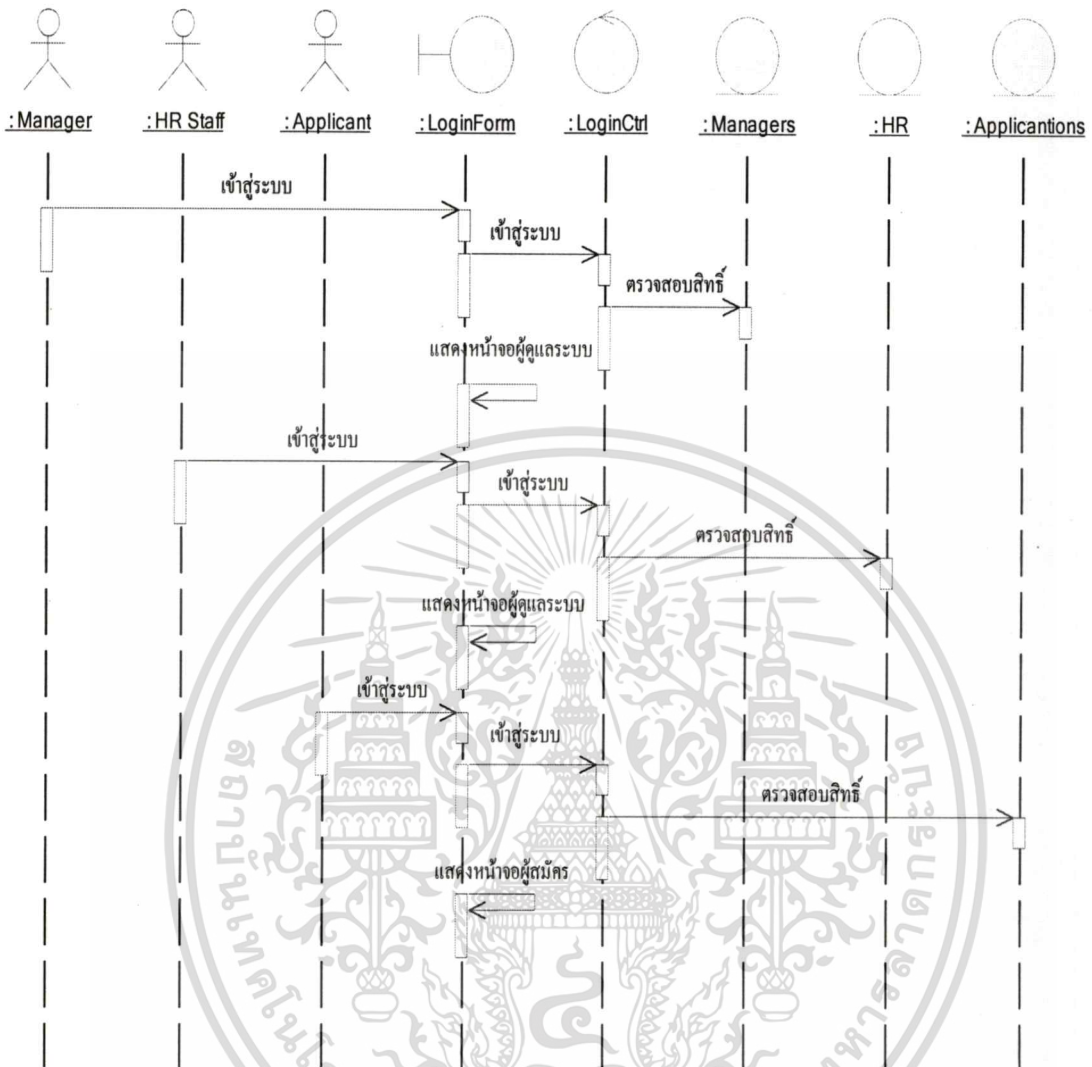 :Manager :HR Staff :Applicant :LoginForm :LoginCtrl :Managers :HR :Applicantions
เข้าสู่ระบบ
เข้าสู่ระบบ
ตรวจสอบสิทธิ์
แสดงหน้าจอผู้ดูแลระบบ
เข้าสู่ระบบ
เข้าสู่ระบบ
ตรวจสอบสิทธิ์
แสดงหน้าจอผู้ดูแลระบบ
เข้าสู่ระบบ
เข้าสู่ระบบ
ตรวจสอบสิทธิ์
แสดงหน้าจอผู้สมัคร